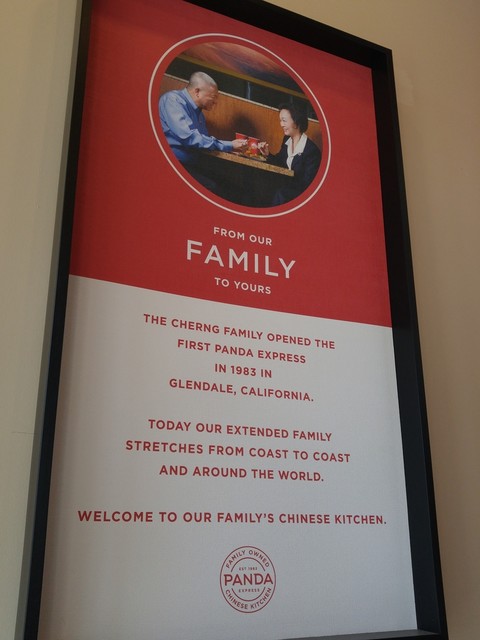 FROM OUR
FAMILY
TO YOURS
THE CHERNG FAMILY OPENED THE
FIRST PANDA EXPRESS
IN 1983 IN
GLENDALE, CALIFORNIA.
TODAY OUR EXTENDED FAMILY
STRETCHES FROM COAST TO COAST
AND AROUND THE WORLD.
WELCOME TO OUR FAMILY'S CHINESE KITCHEN.
FAMILY OWNED
EST 1983
PANDA
EXPRESS
CHINESE KITCHEN